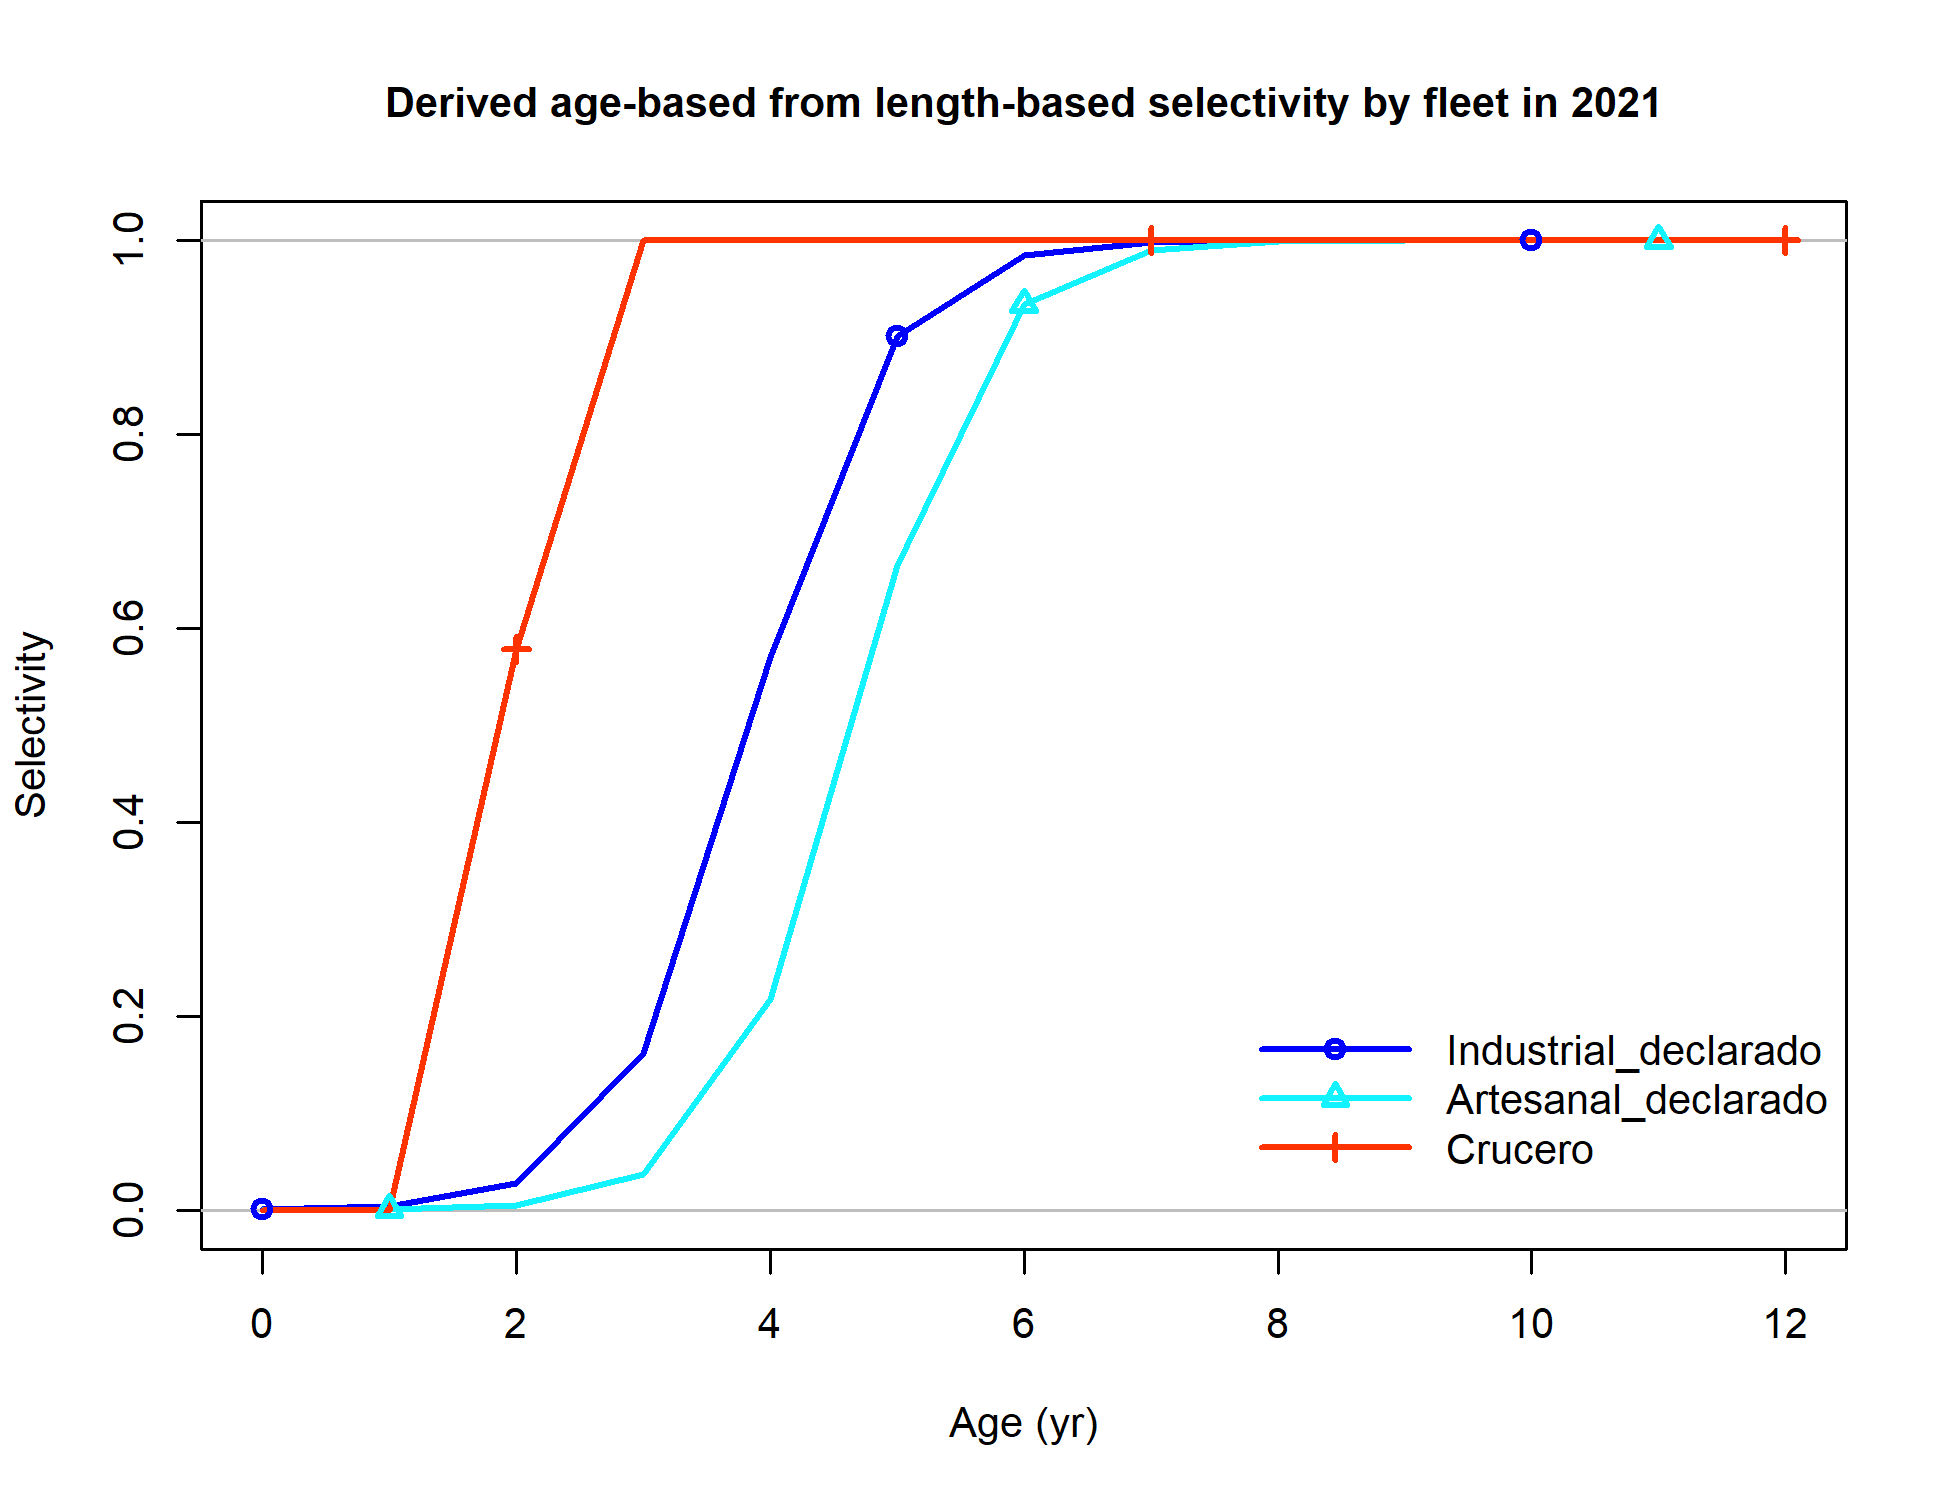 Derived age-based from length-based selectivity by fleet in 2021
1.0
0.8
0.6
0.4
0.2
0.0
Selectivity
Industrial_declarado
Artesanal_declarado
Crucero
0 2 4 6 8 10 12
Age (yr)